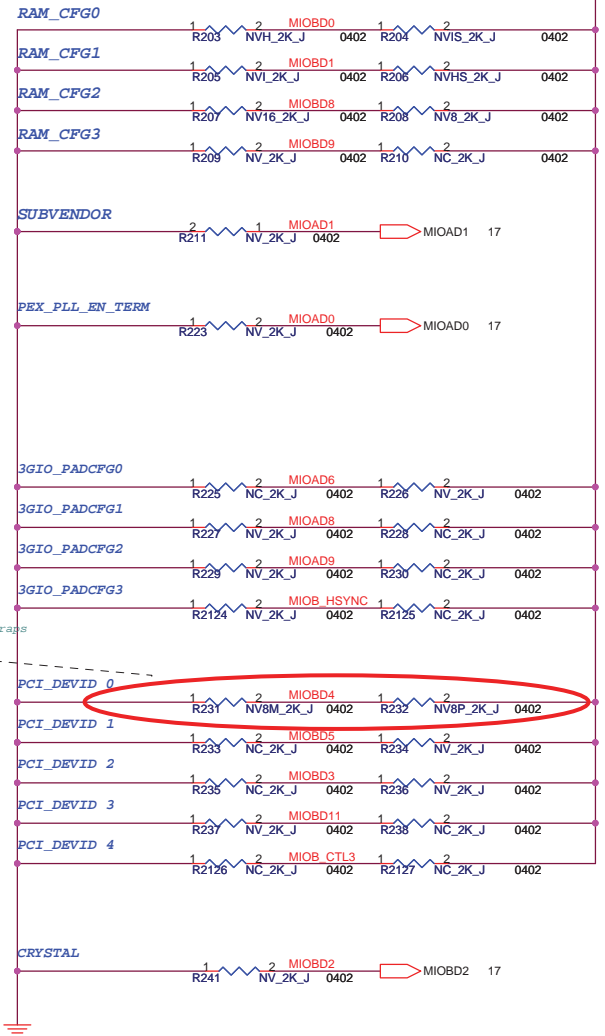 RAM_CFG0
1 2 MIOBD0 1 2
R203 NVH_2K_J 0402 R204 NVIS_2K_J 0402
RAM_CFG1
1 2 MIOBD1 1 2
R205 NVI_2K_J 0402 R206 NVHS_2K_J 0402
RAM_CFG2
1 2 MIOBD8 1 2
R207 NV16_2K_J 0402 R208 NV8_2K_J 0402
RAM_CFG3
1 2 MIOBD9 1 2
R209 NV_2K_J 0402 R210 NC_2K_J 0402
SUBVENDOR
2 1 MIOAD1 MIOAD1 17
R211 NV_2K_J 0402
PEX_PLL_EN_TERM
1 2 MIOAD0 MIOAD0 17
R223 NV_2K_J 0402
3GIO_PADCFG0
1 2 MIOAD6 1 2
R225 NC_2K_J 0402 R226 NV_2K_J 0402
3GIO_PADCFG1
1 2 MIOAD8 1 2
R227 NV_2K_J 0402 R228 NC_2K_J 0402
3GIO_PADCFG2
1 2 MIOAD9 1 2
R229 NV_2K_J 0402 R230 NC_2K_J 0402
3GIO_PADCFG3
1 2 MIOB_HSYNC 1 2
R2124 NV_2K_J 0402 R2125 NC_2K_J 0402
raps
PCI_DEVID 0
1 2 MIOBD4 1 2
R231 NV8M_2K_J 0402 R232 NV8P_2K_J 0402
PCI_DEVID 1
1 2 MIOBD5 1 2
R233 NC_2K_J 0402 R234 NV_2K_J 0402
PCI_DEVID 2
1 2 MIOBD3 1 2
R235 NC_2K_J 0402 R236 NV_2K_J 0402
PCI_DEVID 3
1 2 MIOBD11 1 2
R237 NV_2K_J 0402 R238 NC_2K_J 0402
PCI_DEVID 4
1 2 MIOB_CTL3 1 2
R2126 NC_2K_J 0402 R2127 NC_2K_J 0402
CRYSTAL
1 2 MIOBD2 MIOBD2 17
R241 NV_2K_J 0402